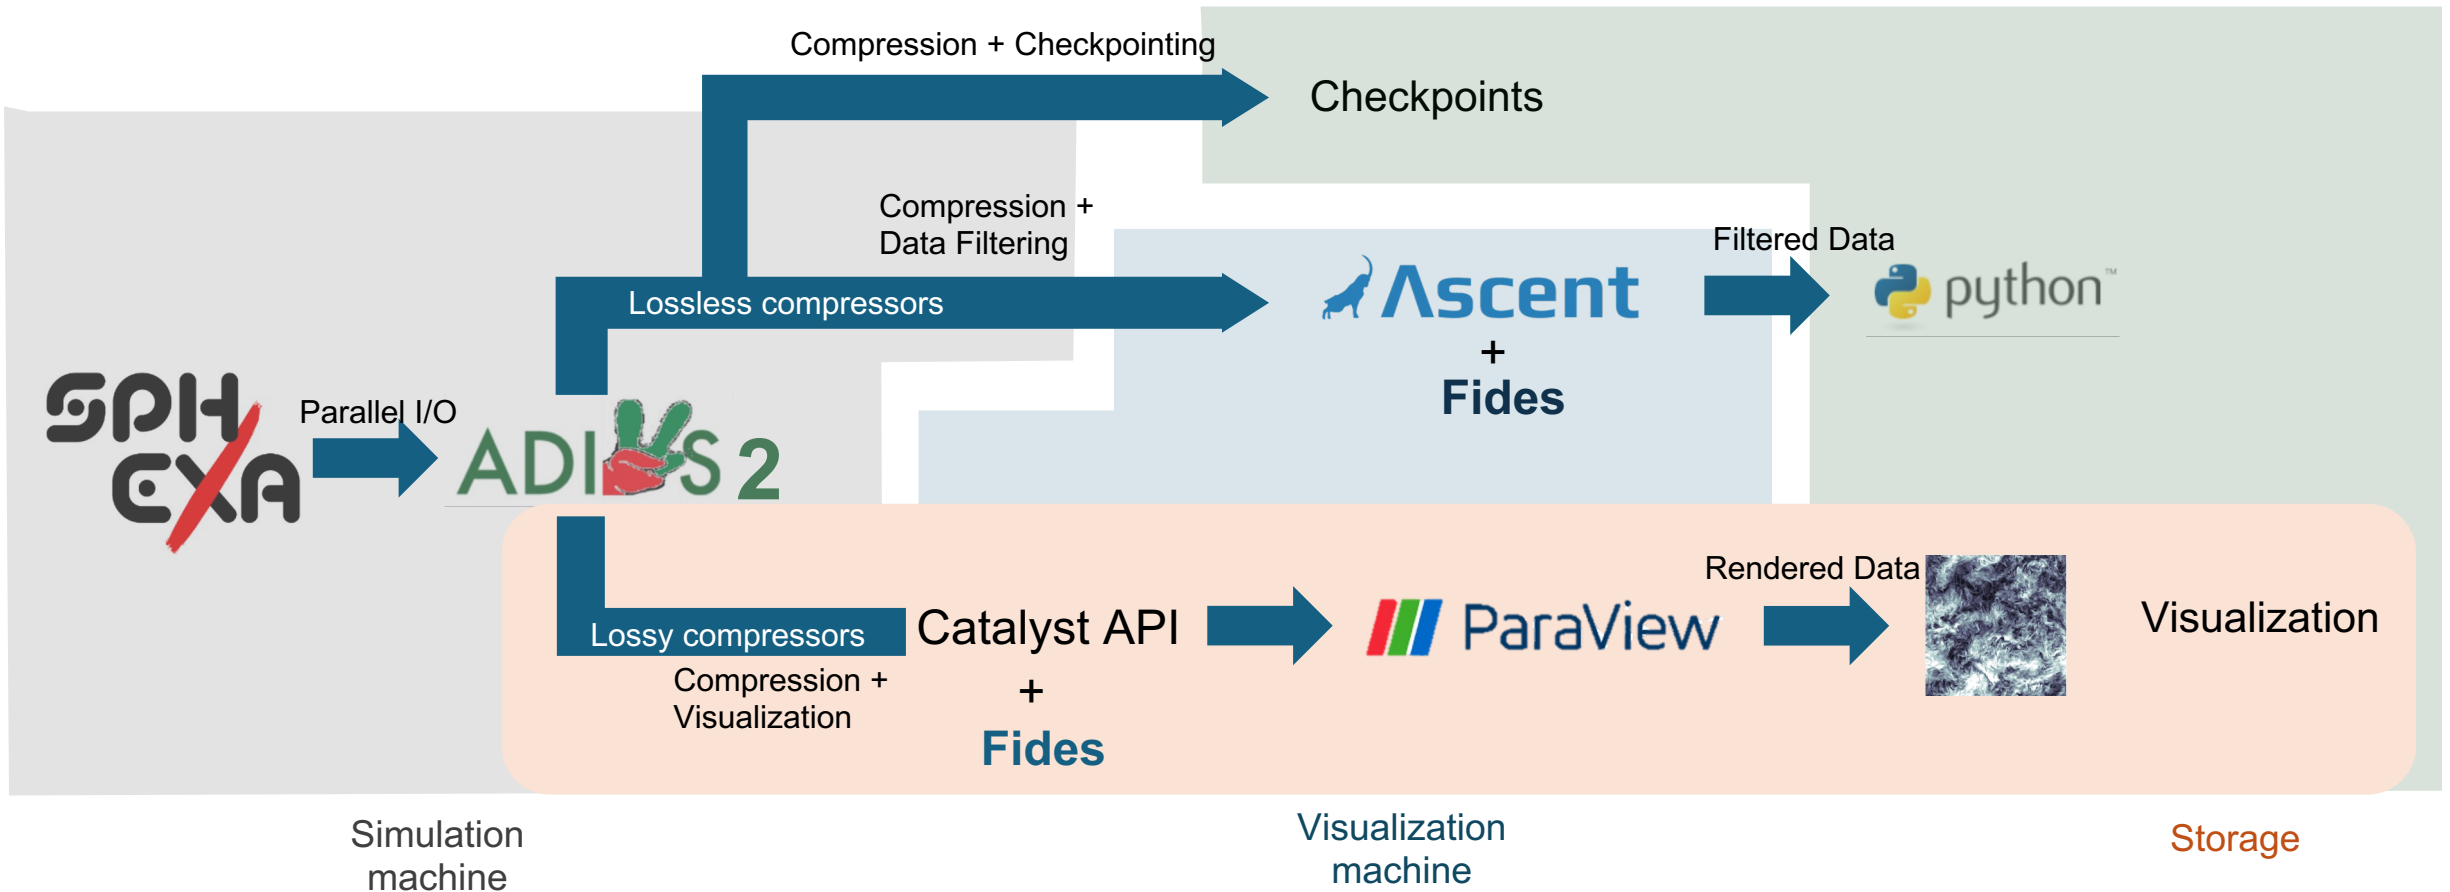 Compression + Checkpointing
Checkpoints
Compression +
Data Filtering
Filtered Data
Lossless compressors
Ascent
python™
+
Fides
SPH
EXA
Parallel I/O
ADIOS 2
Rendered Data
Lossy compressors
Catalyst API
ParaView
Visualization
Compression +
Visualization
+
Fides
Simulation
machine
Visualization
machine
Storage